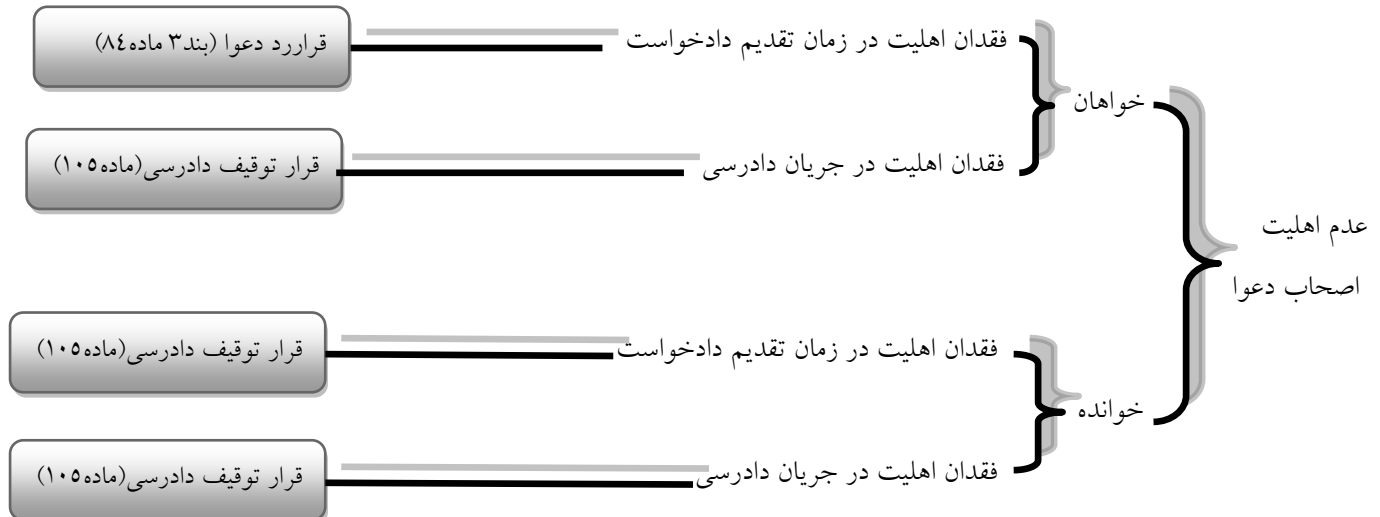 عدم اهلیت
اصحاب دعوا
خواهان
فقدان اهلیت در زمان تقدیم دادخواست
قراررد دعوا (بند۳ ماده۸٤)
فقدان اهلیت در جریان دادرسی
قرار توقیف دادرسی(ماده۱۰۵)
خوانده
فقدان اهلیت در زمان تقدیم دادخواست
قرار توقیف دادرسی(ماده۱۰۵)
فقدان اهلیت در جریان دادرسی
قرار توقیف دادرسی(ماده۱۰۵)